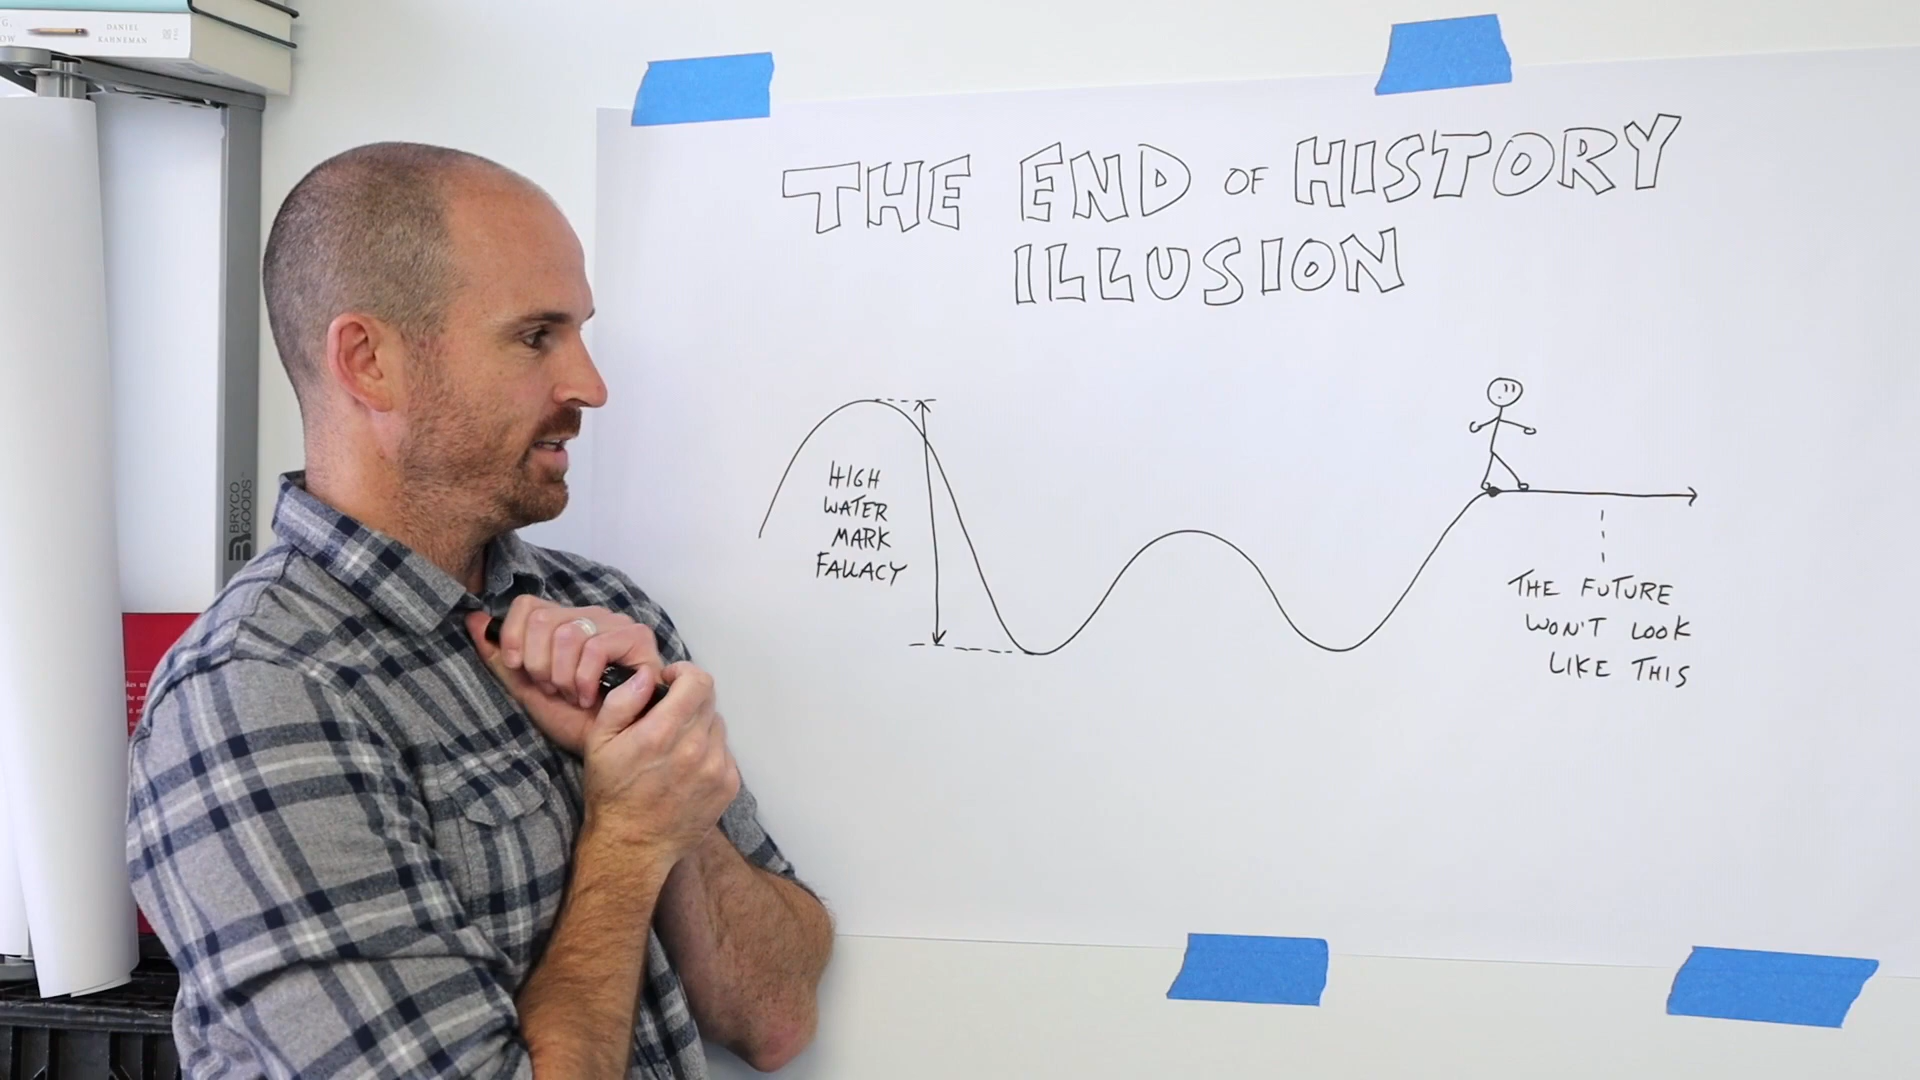 DANIEL
KAHNEMAN
BRYCO
GOODS
THE END OF HISTORY
ILLUSION
HIGH
WATER
MARK
FALLACY
THE FUTURE
WON'T LOOK
LIKE THIS